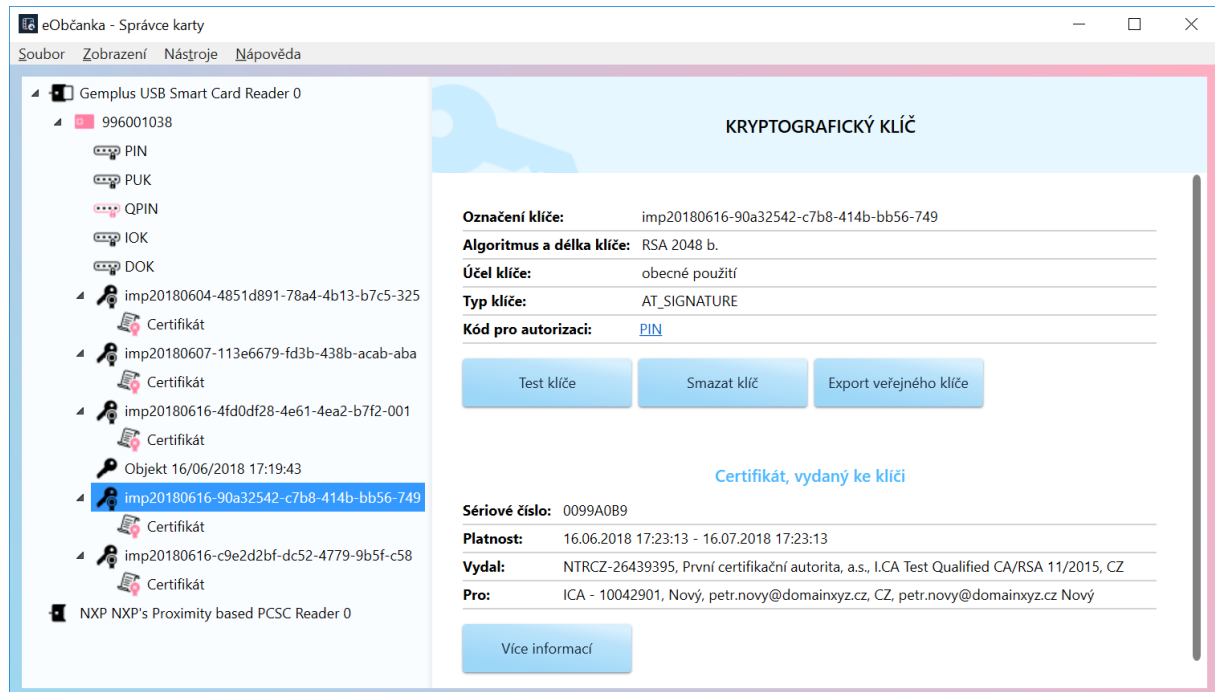 eObčanka - Správce karty
Soubor Zobrazení Nástroje Nápověda
Gemplus USB Smart Card Reader 0
996001038
PIN
PUK
QPIN
IOK
DOK
imp20180604-4851d891-78a4-4b13-b7c5-325
Certifikát
imp20180607-113e6679-fd3b-438b-acab-aba
Certifikát
imp20180616-4fd0df28-4e61-4ea2-b7f2-001
Certifikát
Objekt 16/06/2018 17:19:43
imp20180616-90a32542-c7b8-414b-bb56-749
Certifikát
imp20180616-c9e2d2bf-dc52-4779-9b5f-c58
Certifikát
NXP NXP's Proximity based PCSC Reader 0
KRYPTOGRAFICKÝ KLÍČ
Označení klíče: imp20180616-90a32542-c7b8-414b-bb56-749
Algoritmus a délka klíče: RSA 2048 b.
Účel klíče: obecné použití
Typ klíče: AT_SIGNATURE
Kód pro autorizaci: PIN
Test klíče Smazat klíč Export veřejného klíče
Certifikát, vydaný ke klíči
Sériové číslo: 0099A0B9
Platnost: 16.06.2018 17:23:13 - 16.07.2018 17:23:13
Vydal: NTRCZ-26439395, První certifikační autorita, a.s., I.CA Test Qualified CA/RSA 11/2015, CZ
Pro: ICA - 10042901, Nový, petr.novy@domainxyz.cz, CZ, petr.novy@domainxyz.cz Nový
Více informací